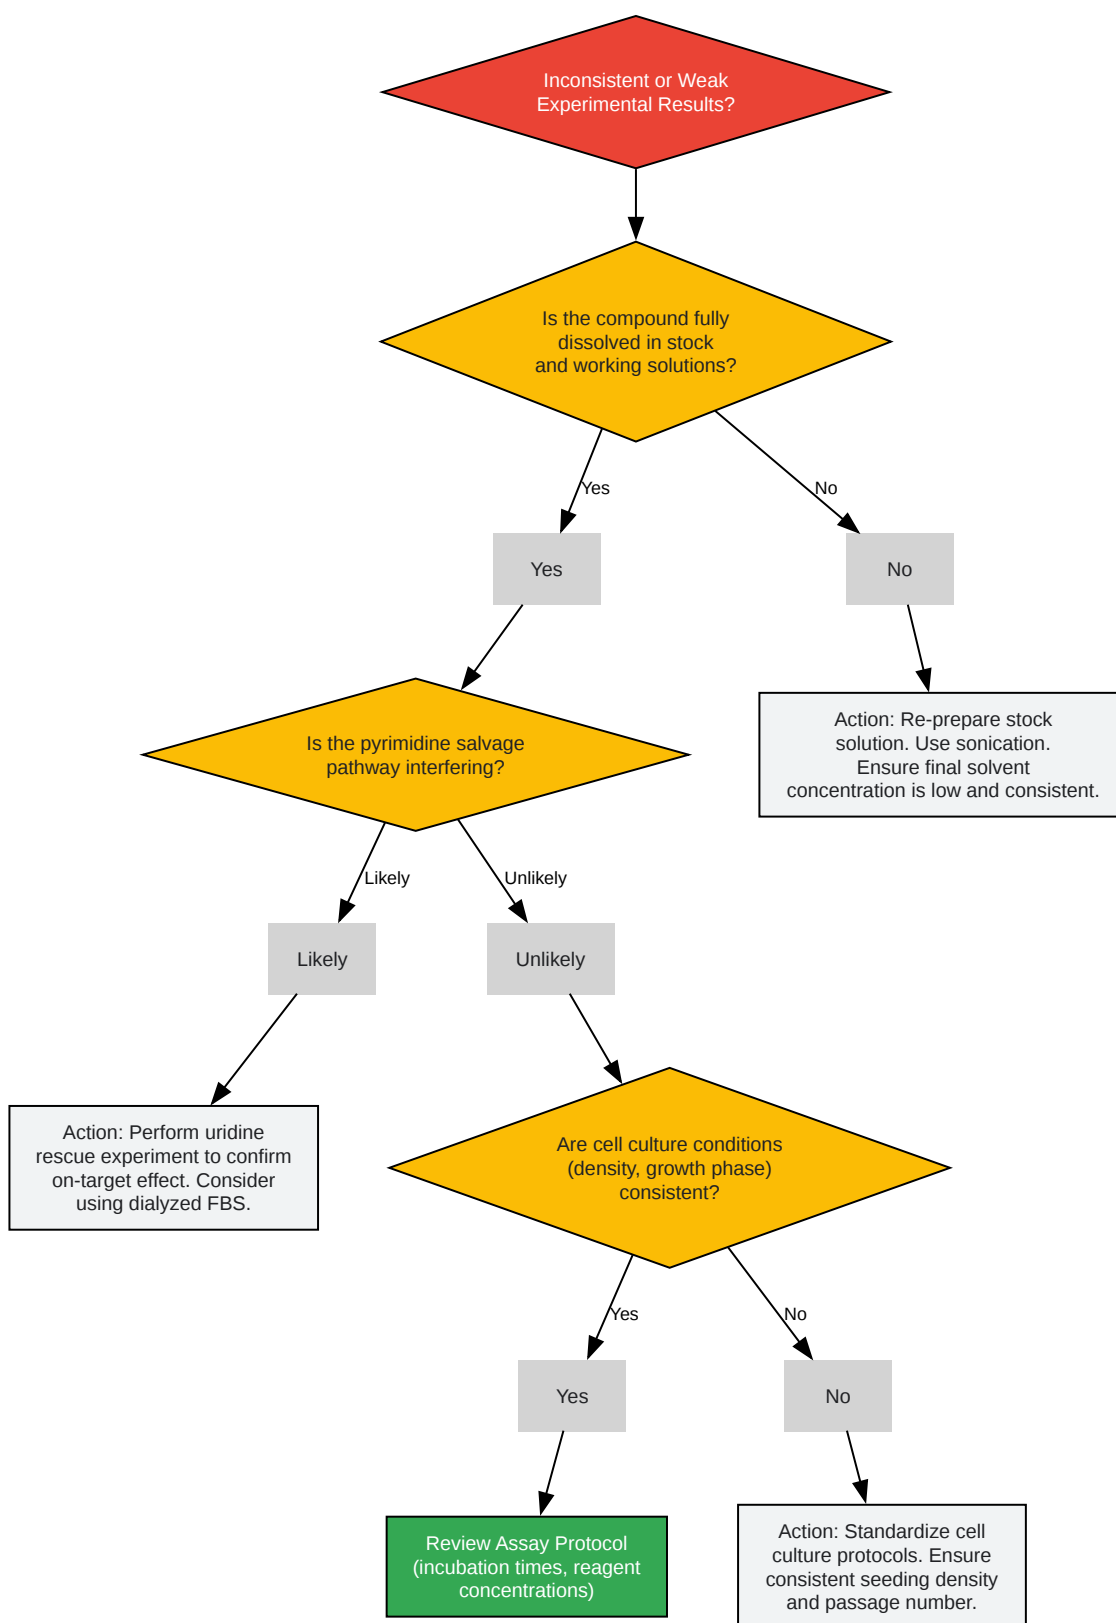 Inconsistent or Weak
Experimental Results?
Is the compound fully
dissolved in stock
and working solutions?
Yes
No
Yes
No
Is the pyrimidine salvage
pathway interfering?
Action: Re-prepare stock
solution. Use sonication.
Ensure final solvent
concentration is low and consistent.
Likely
Unlikely
Likely
Unlikely
Action: Perform uridine
rescue experiment to confirm
on-target effect. Consider
using dialyzed FBS.
Are cell culture conditions
(density, growth phase)
consistent?
Yes
No
Yes
No
Review Assay Protocol
(incubation times, reagent
concentrations)
Action: Standardize cell
culture protocols. Ensure
consistent seeding density
and passage number.